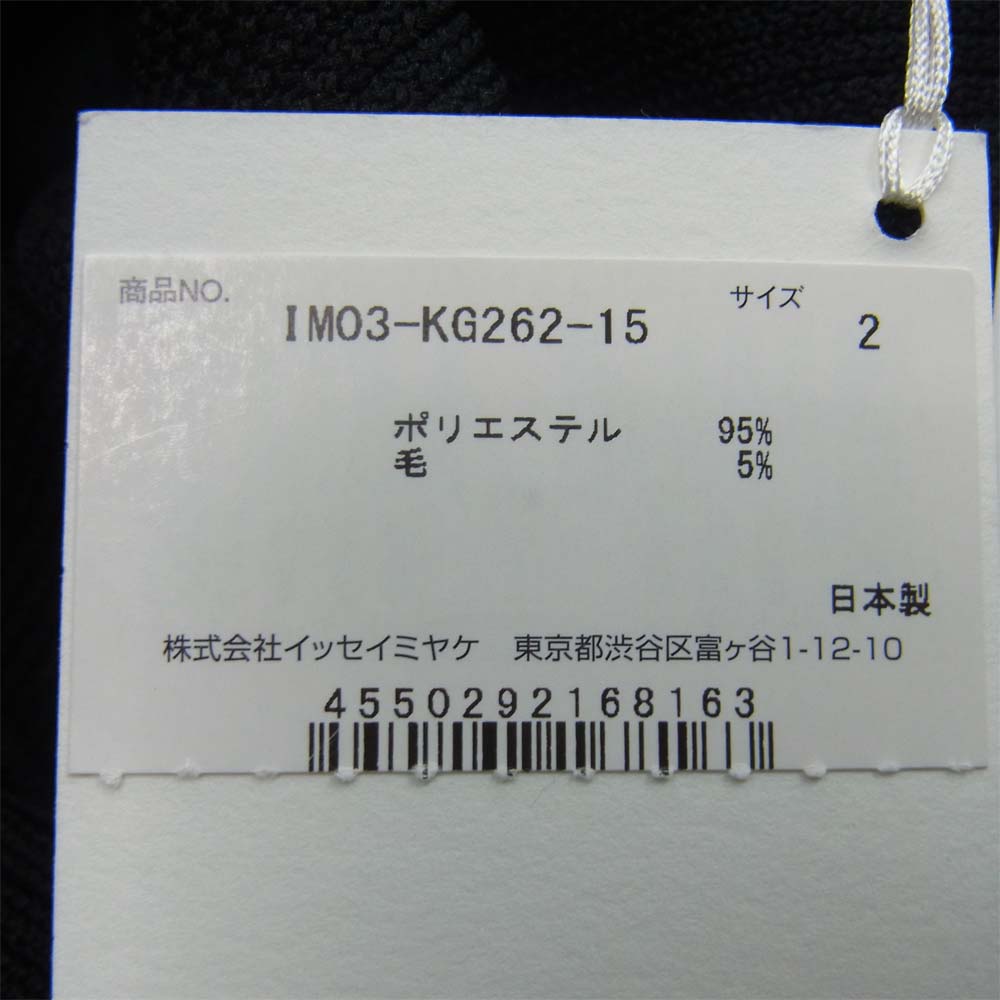 商品NO. IM03-KG262-15 サイズ 2
ポリエステル 95%
毛 5%
日本製
株式会社イッセイミヤケ 東京都渋谷区富ヶ谷1-12-10
4550292168163